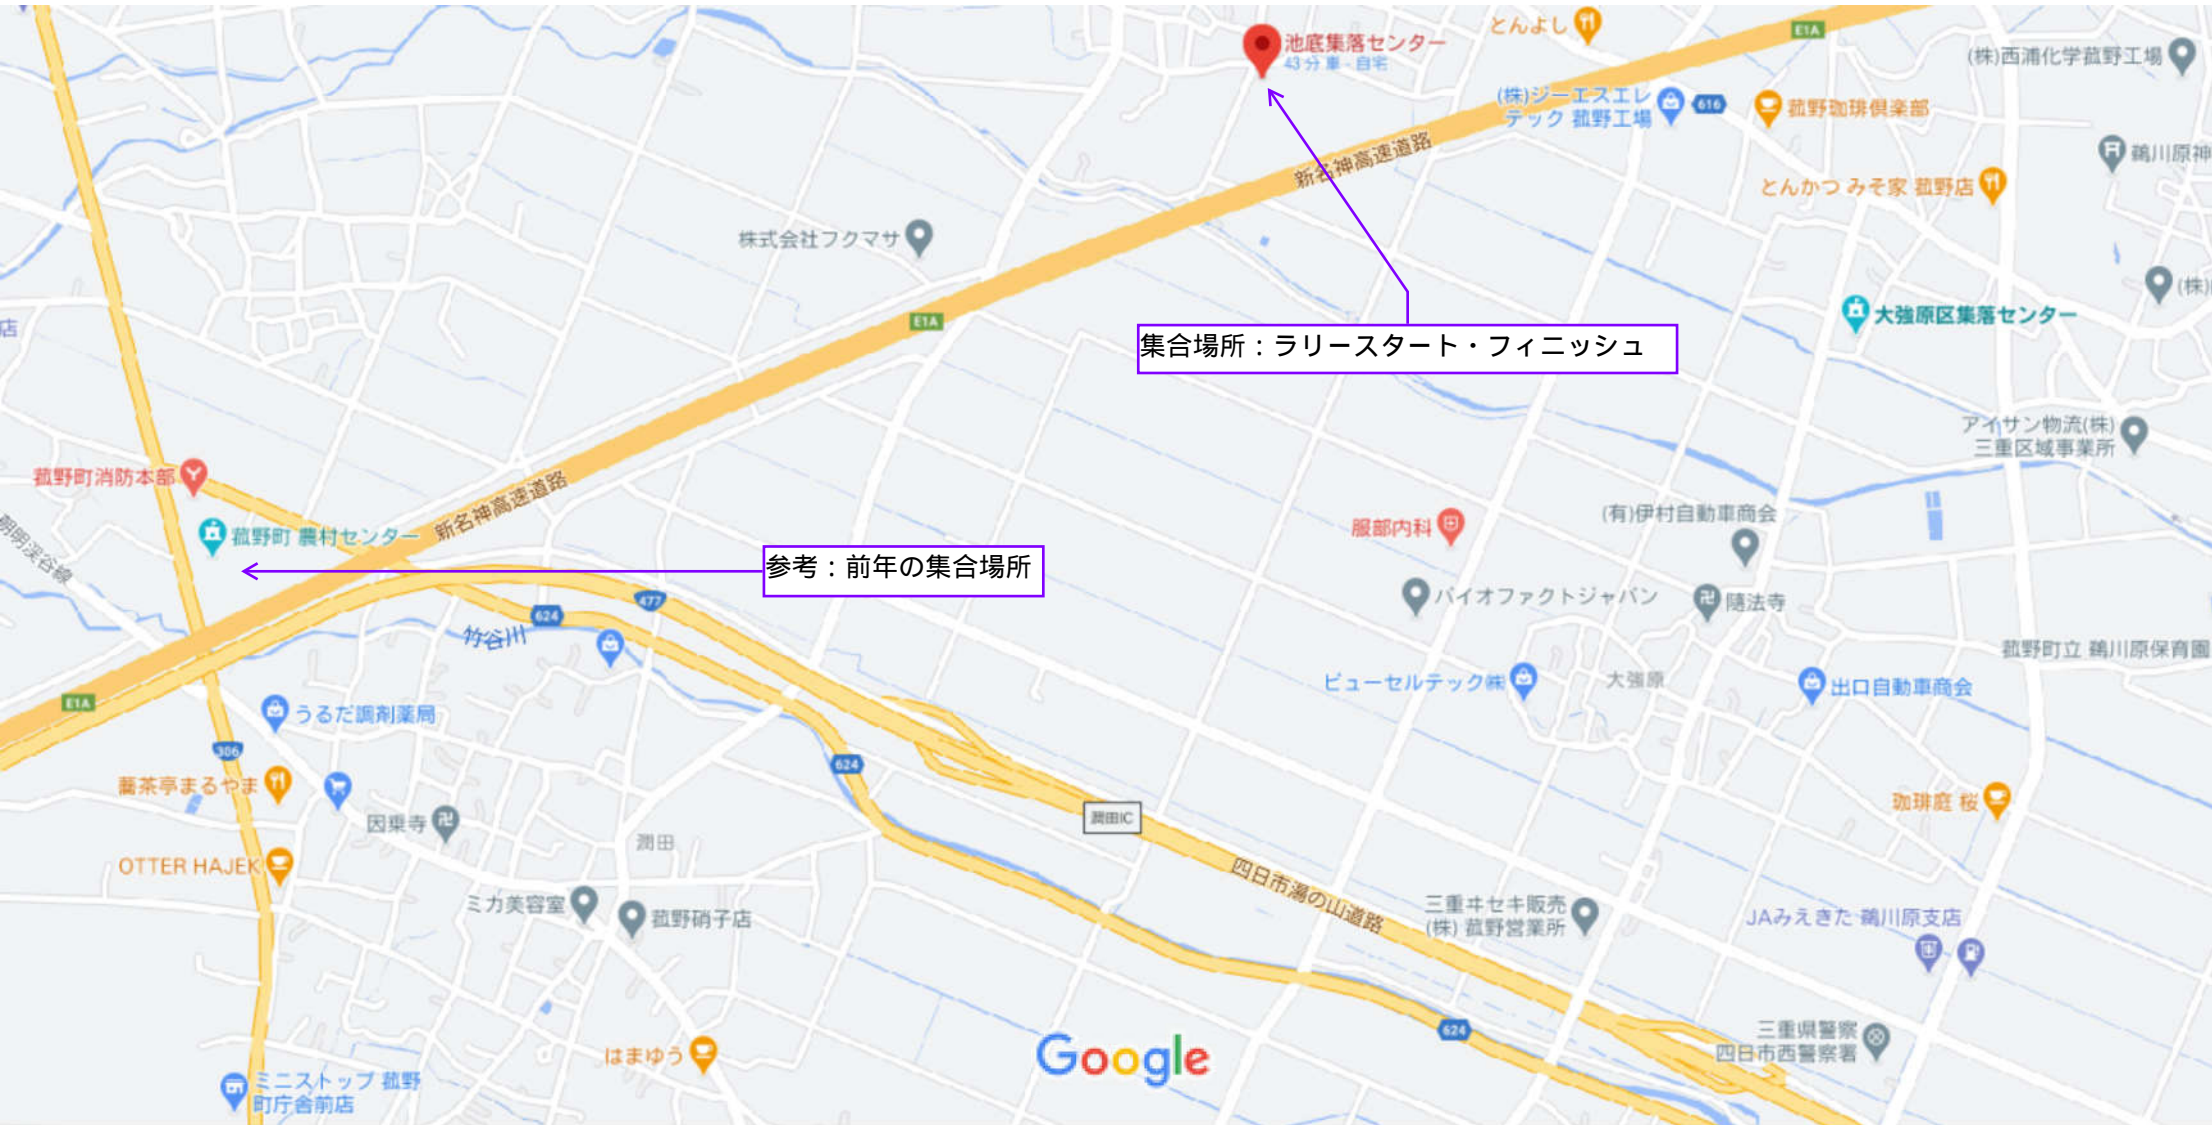 とんよし
E1A
池底集落センター
43 分 車 - 自宅
(株)西浦化学菰野工場
(株)ジーエスエレ
テック 菰野工場
616
菰野珈琲倶楽部
新名神高速道路
鵜川原神
とんかつ みそ家 菰野店
株式会社フクマサ
(株)
大強原区集落センター
E1A
店
集合場所：ラリースタート・フィニッシュ
アイサン物流(株)
三重区域事業所
菰野町消防本部
新名神高速道路
菰野町 農村センター
朝明渓谷線
服部内科
(有)伊村自動車商会
参考：前年の集合場所
バイオファクトジャパン
隨法寺
477
624
竹谷川
菰野町立 鵜川原保育園
ビューセルテック㈱
大強原
出口自動車商会
E1A
うるだ調剤薬局
306
624
蕎茶亭まるやま
因乗寺
潤田
潤田IC
珈琲庭 桜
OTTER HAJEK
四日市湯の山道路
ミカ美容室
菰野硝子店
三重ヰセキ販売
(株) 菰野営業所
JAみえきた 鵜川原支店
624
三重県警察
四日市西警察署
はまゆう
Google
ミニストップ 菰野
町庁舎前店